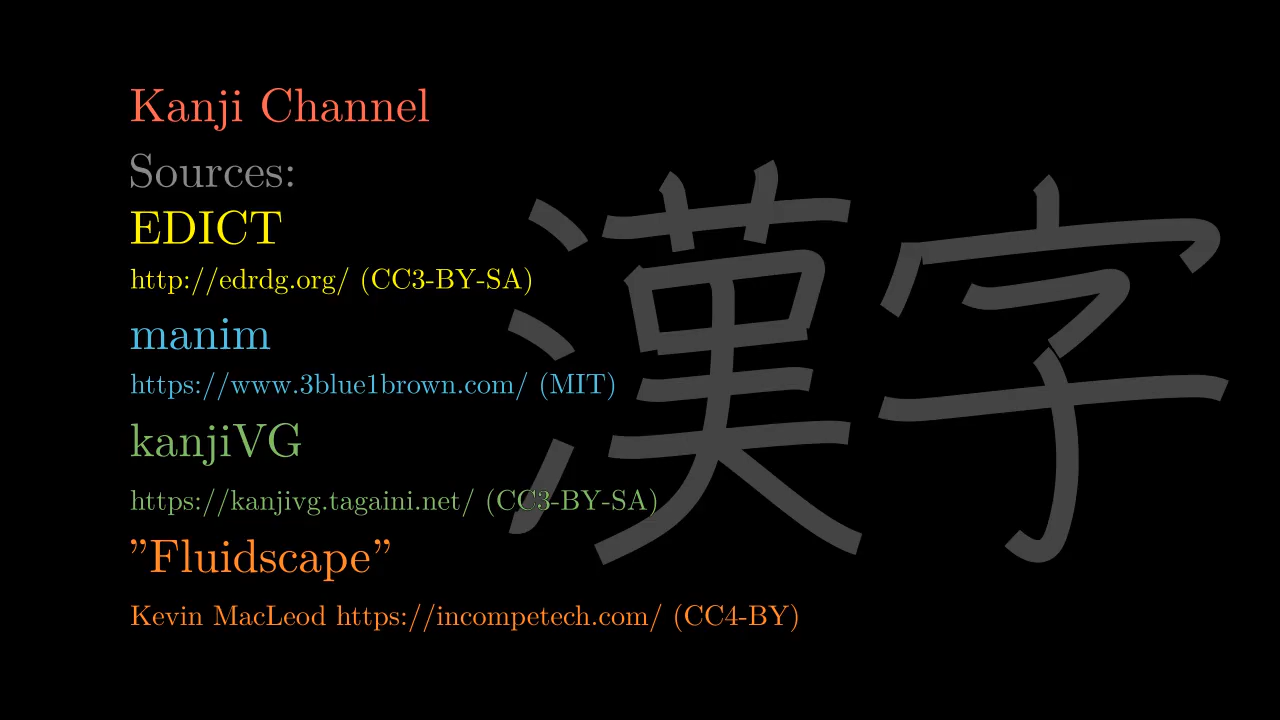 Kanji Channel
Sources:
EDICT
http://edrdg.org/ (CC3-BY-SA)
manim
https://www.3blue1brown.com/ (MIT)
kanjiVG
https://kanjivg.tagaini.net/ (CC3-BY-SA)
”Fluidscape”
Kevin MacLeod https://incompetech.com/ (CC4-BY)
漢字